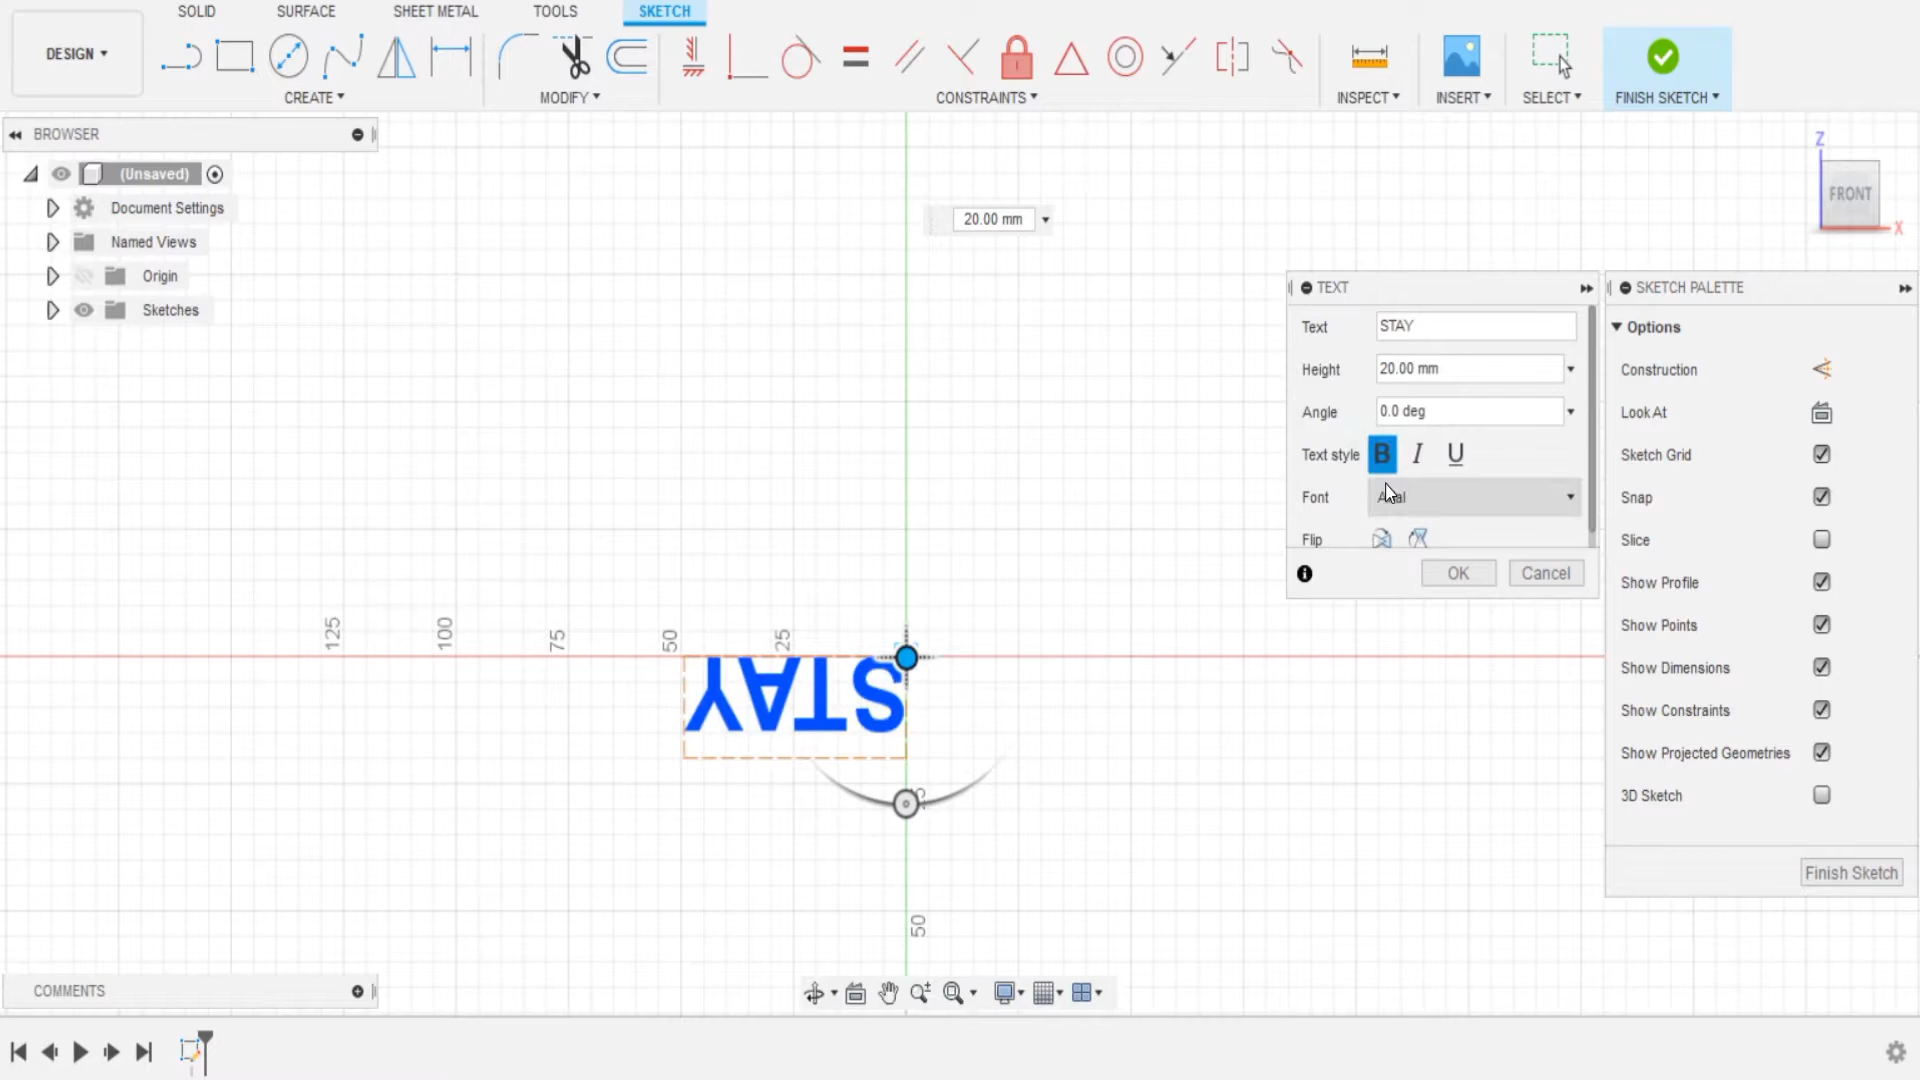 SOLID SURFACE SHEET METAL TOOLS SKETCH
DESIGN
CREATE MODIFY CONSTRAINTS INSPECT INSERT SELECT FINISH SKETCH
BROWSER
(Unsaved)
Document Settings
Named Views
Origin
Sketches
20.00 mm
Z
FRONT
X
TEXT
Text STAY
Height 20.00 mm
Angle 0.0 deg
Text style B I U
Font
Flip
OK Cancel
SKETCH PALETTE
Options
Construction
Look At
Sketch Grid
Snap
Slice
Show Profile
Show Points
Show Dimensions
Show Constraints
Show Projected Geometries
3D Sketch
Finish Sketch
125 100 75 50 25
STAY
50
COMMENTS